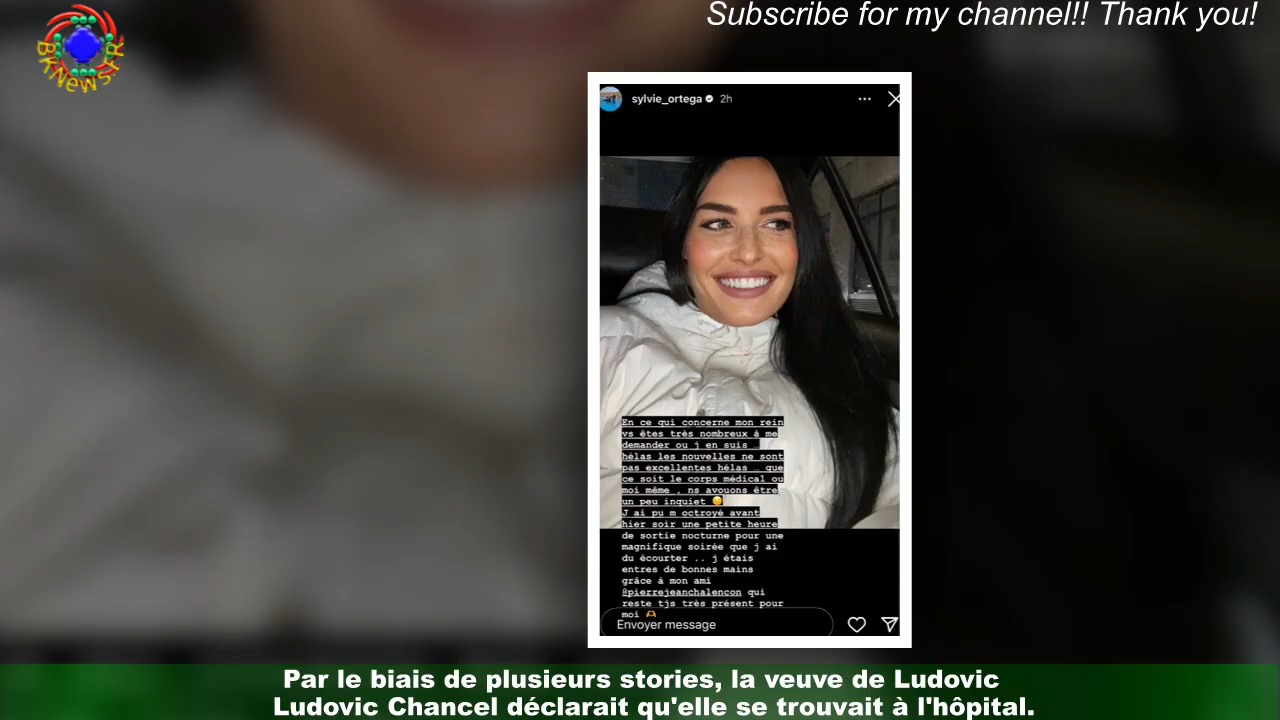 Subscribe for my channel!! Thank you!
BKNewsFR
sylvie_ortega 2h
En ce qui concerne mon rein
vs êtes très nombreux à me
demander ou j en suis …
hélas les nouvelles ne sont
pas excellentes hélas … que
ce soit le corps médical ou
moi même , ns avouons être
un peu inquiet 😔
J ai pu m octroyé avant
hier soir une petite heure
de sortie nocturne pour une
magnifique soirée que j ai
du écourter .. j étais
entres de bonnes mains
grâce à mon ami
@pierrejeanchalencon qui
reste tjs très présent pour
moi 🫶
Envoyer message
Par le biais de plusieurs stories, la veuve de Ludovic
Ludovic Chancel déclarait qu'elle se trouvait à l'hôpital.